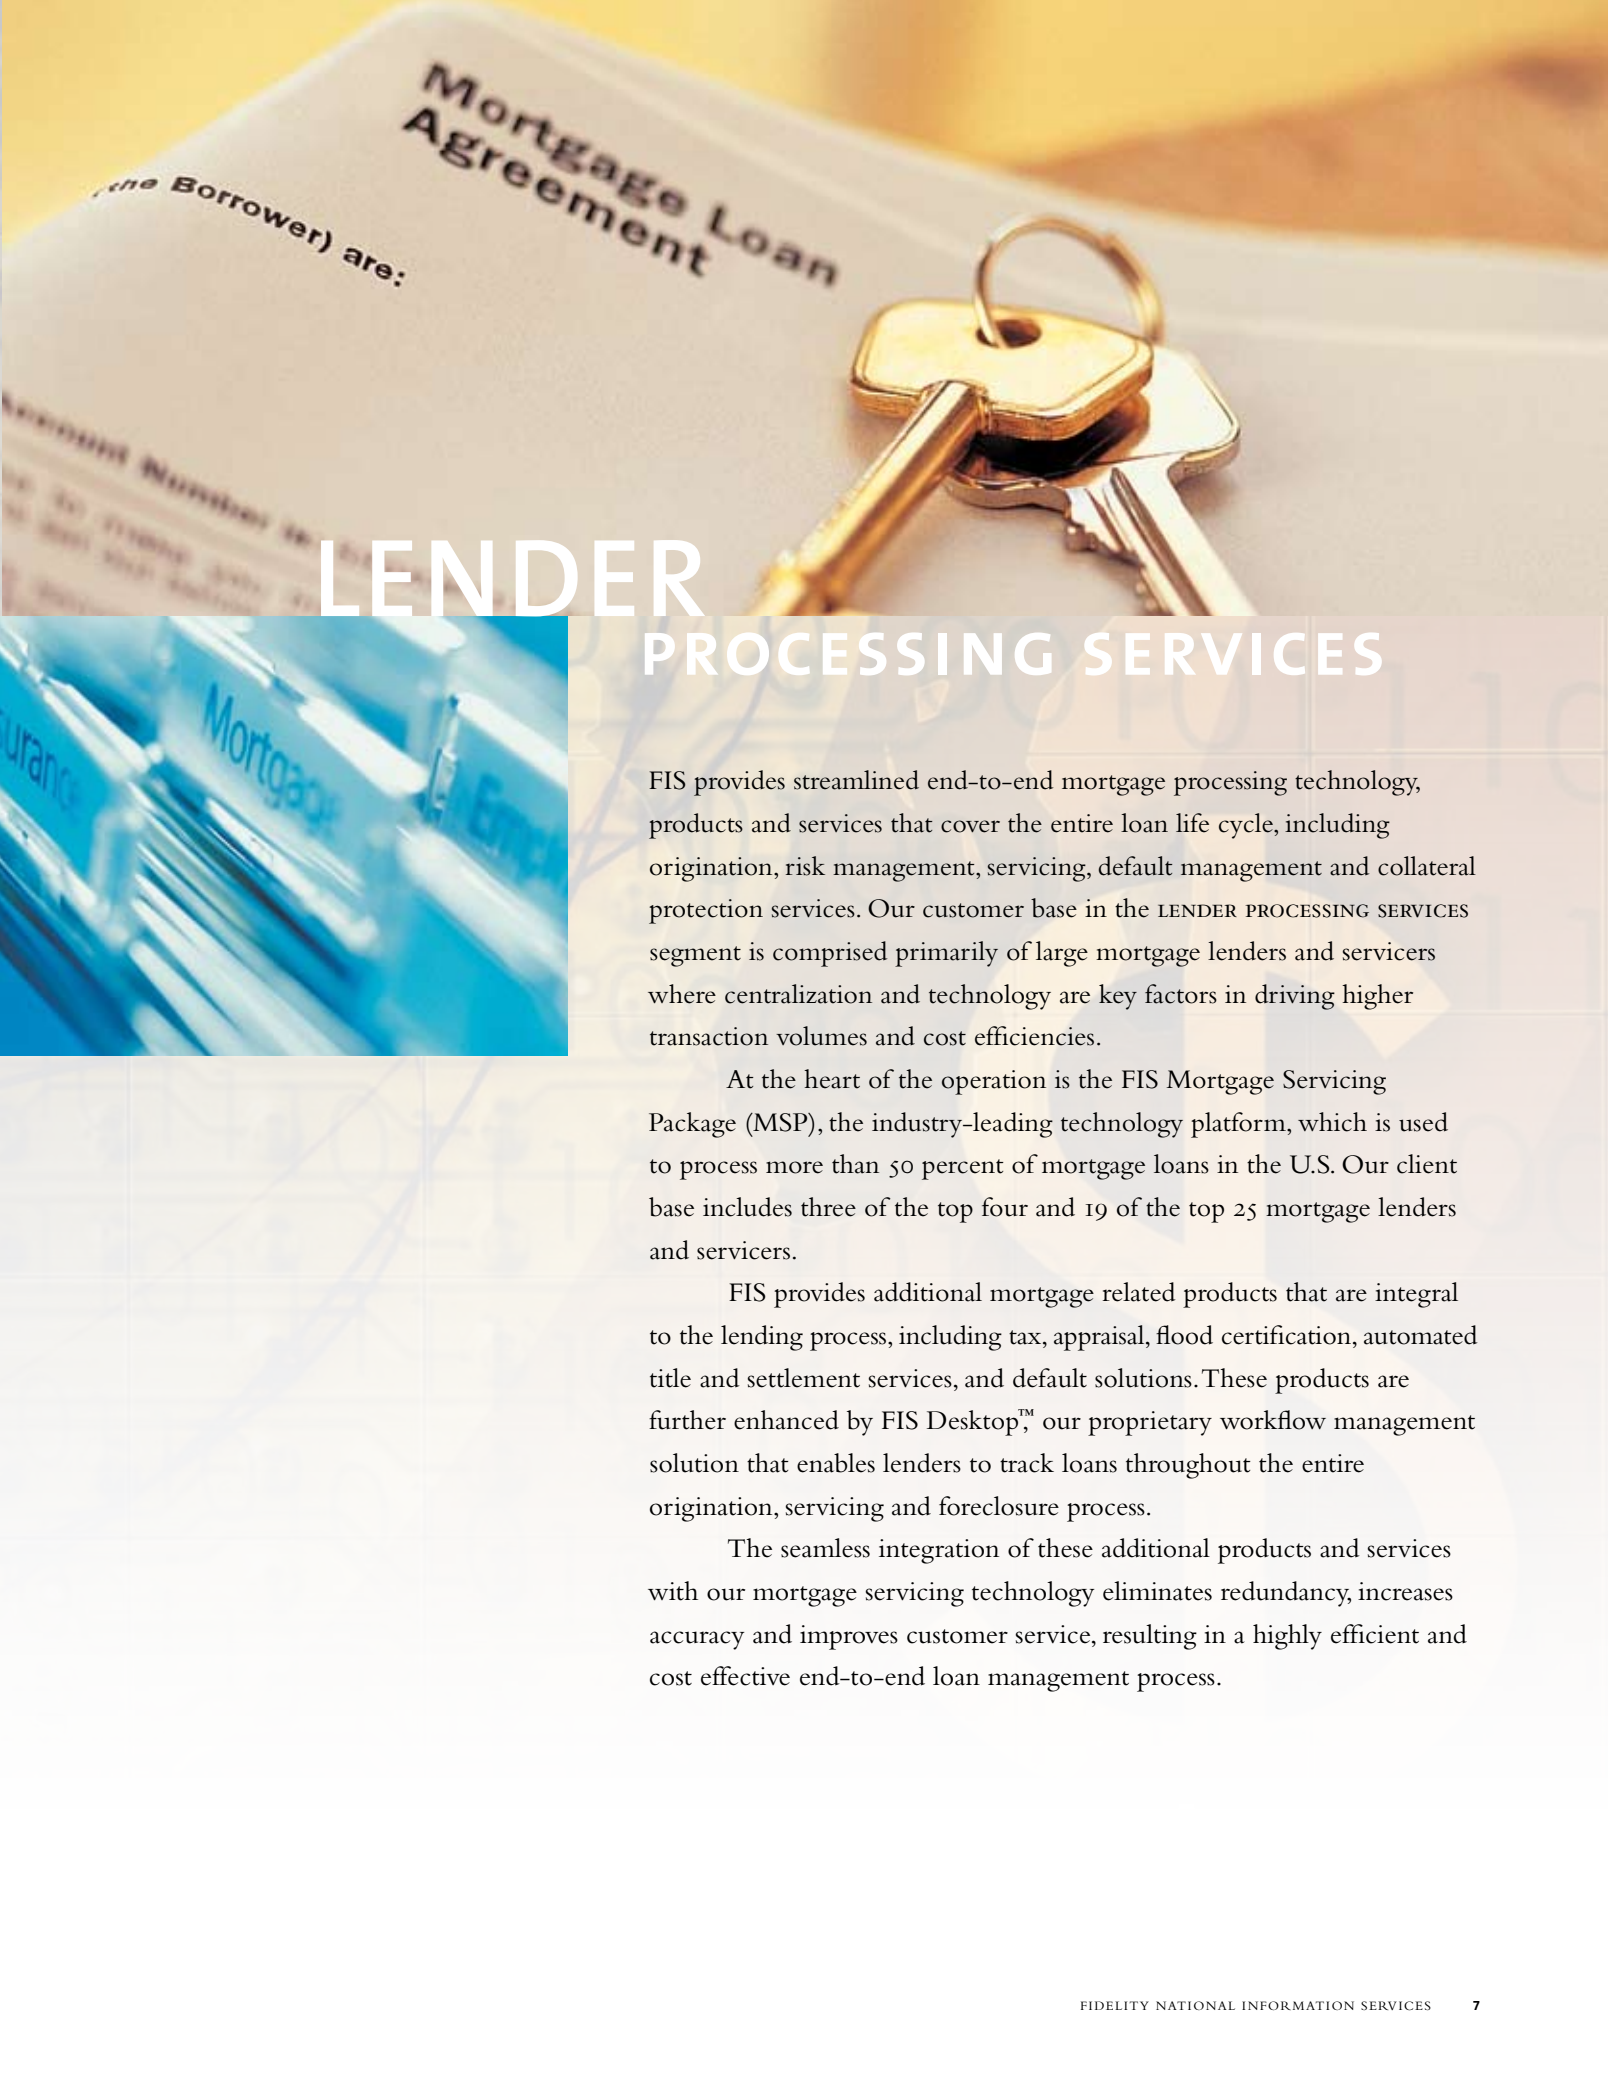 Mortgage Loan
Agreement
the Borrower) are:
Account Number is
LENDER
PROCESSING SERVICES
Mortgage
FIS provides streamlined end-to-end mortgage processing technology,
products and services that cover the entire loan life cycle, including
origination, risk management, servicing, default management and collateral
protection services. Our customer base in the LENDER PROCESSING SERVICES
segment is comprised primarily of large mortgage lenders and servicers
where centralization and technology are key factors in driving higher
transaction volumes and cost efficiencies.
At the heart of the operation is the FIS Mortgage Servicing
Package (MSP), the industry-leading technology platform, which is used
to process more than 50 percent of mortgage loans in the U.S. Our client
base includes three of the top four and 19 of the top 25 mortgage lenders
and servicers.
FIS provides additional mortgage related products that are integral
to the lending process, including tax, appraisal, flood certification, automated
title and settlement services, and default solutions. These products are
further enhanced by FIS Desktop™, our proprietary workflow management
solution that enables lenders to track loans throughout the entire
origination, servicing and foreclosure process.
The seamless integration of these additional products and services
with our mortgage servicing technology eliminates redundancy, increases
accuracy and improves customer service, resulting in a highly efficient and
cost effective end-to-end loan management process.
FIDELITY NATIONAL INFORMATION SERVICES 7